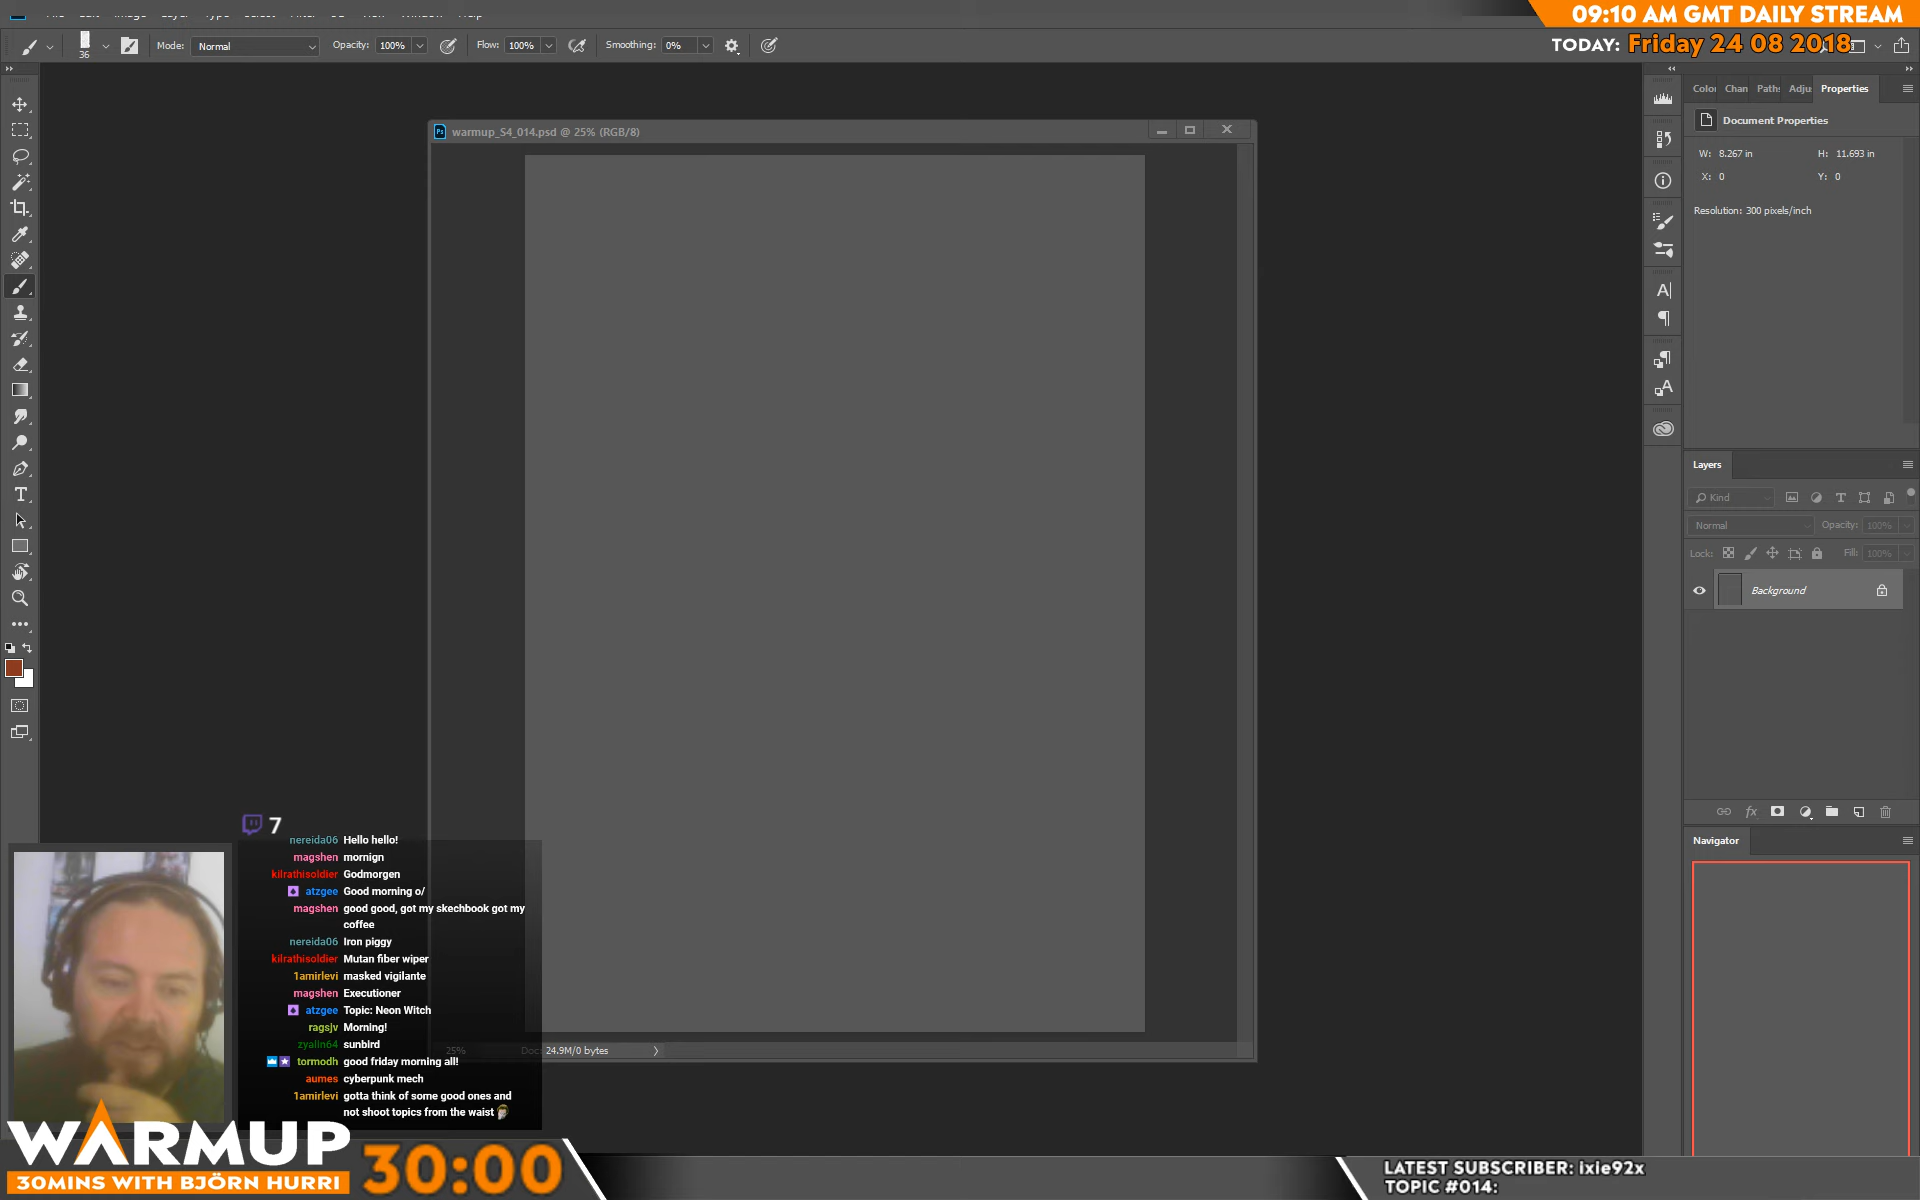 09:10 AM GMT DAILY STREAM
TODAY: Friday 24 08 2018
36
Mode: Normal
Opacity: 100%
Flow: 100%
Smoothing: 0%
warmup_S4_014.psd @ 25% (RGB/8)
Properties
Document Properties
W: 8.267 in H: 11.693 in
X: 0 Y: 0
Resolution: 300 pixels/inch
Layers
Kind
Normal Opacity: 100%
Lock: Fill: 100%
Background
Navigator
7
nereida06 Hello hello!
magshen mornign
kilrathisoldier Godmorgen
atzgee Good morning o/
magshen good good, got my skechbook got my
coffee
nereida06 Iron piggy
kilrathisoldier Mutan fiber wiper
1amirlevi masked vigilante
magshen Executioner
atzgee Topic: Neon Witch
ragsjv Morning!
zyalin64 sunbird
tormodh good friday morning all!
aumes cyberpunk mech
1amirlevi gotta think of some good ones and
not shoot topics from the waist
25% Doc: 24.9M/0 bytes
WARMUP
30MINS WITH BJÖRN HURRI
30:00
LATEST SUBSCRIBER: ixie92x
TOPIC #014: